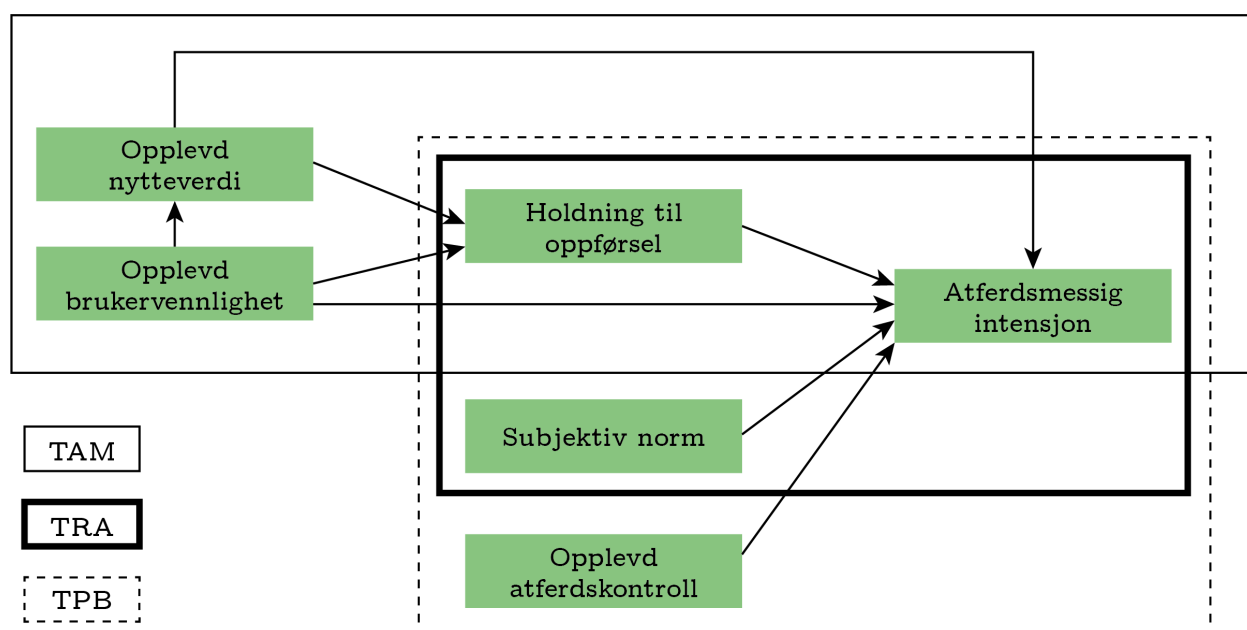 Opplevd
nytteverdi
Opplevd
brukervennlighet
Holdning til
oppførsel
Atferdsmessig
intensjon
Subjektiv norm
Opplevd
atferdskontroll
TAM
TRA
TPB